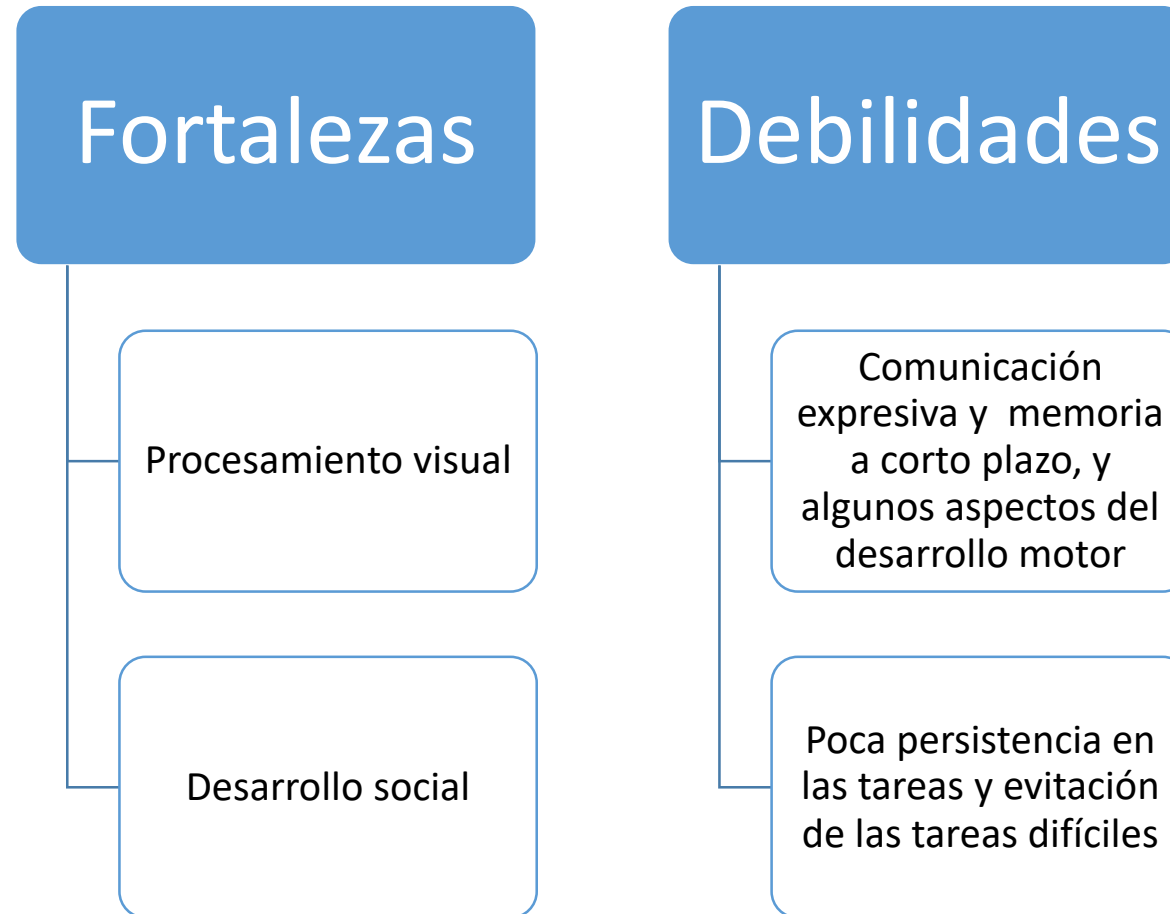 Fortalezas
Procesamiento visual
Desarrollo social
Debilidades
Comunicación
expresiva y  memoria
a corto plazo, y
algunos aspectos del
desarrollo motor
Poca persistencia en
las tareas y evitación
de las tareas difíciles